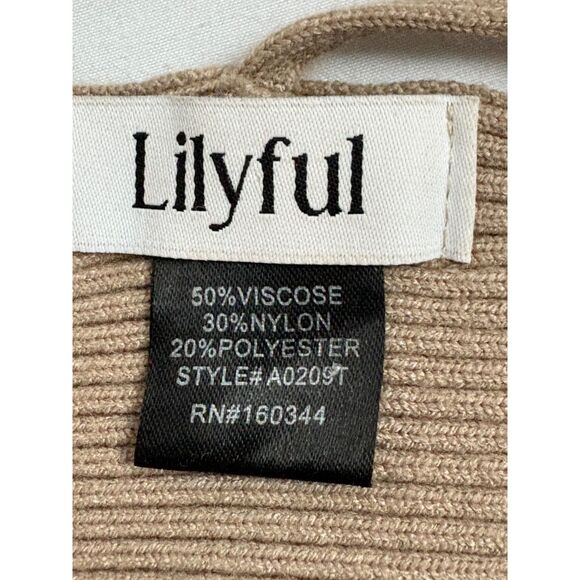 Lilyful
50%VISCOSE
30%NYLON
20%POLYESTER
STYLE# A0209T
RN#160344